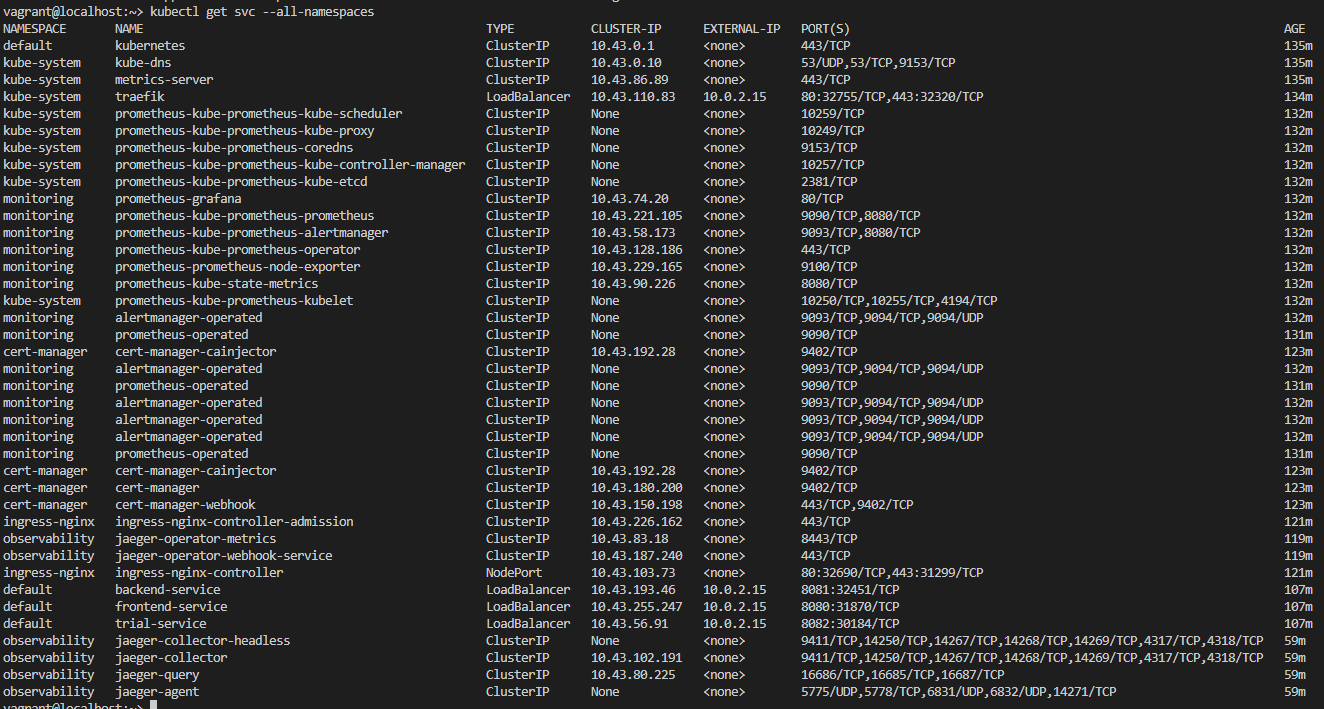 vagrant@localhost:~> kubectl get svc --all-namespaces
NAMESPACE NAME TYPE CLUSTER-IP EXTERNAL-IP PORT(S) AGE
default kubernetes ClusterIP 10.43.0.1 <none> 443/TCP 135m
kube-system kube-dns ClusterIP 10.43.0.10 <none> 53/UDP,53/TCP,9153/TCP 135m
kube-system metrics-server ClusterIP 10.43.86.89 <none> 443/TCP 135m
kube-system traefik LoadBalancer 10.43.110.83 10.0.2.15 80:32755/TCP,443:32320/TCP 134m
kube-system prometheus-kube-prometheus-kube-scheduler ClusterIP None <none> 10259/TCP 132m
kube-system prometheus-kube-prometheus-kube-proxy ClusterIP None <none> 10249/TCP 132m
kube-system prometheus-kube-prometheus-coredns ClusterIP None <none> 9153/TCP 132m
kube-system prometheus-kube-prometheus-kube-controller-manager ClusterIP None <none> 10257/TCP 132m
kube-system prometheus-kube-prometheus-kube-etcd ClusterIP None <none> 2381/TCP 132m
monitoring prometheus-grafana ClusterIP 10.43.74.20 <none> 80/TCP 132m
monitoring prometheus-kube-prometheus-prometheus ClusterIP 10.43.221.105 <none> 9090/TCP,8080/TCP 132m
monitoring prometheus-kube-prometheus-alertmanager ClusterIP 10.43.58.173 <none> 9093/TCP,8080/TCP 132m
monitoring prometheus-kube-prometheus-operator ClusterIP 10.43.128.186 <none> 443/TCP 132m
monitoring prometheus-prometheus-node-exporter ClusterIP 10.43.229.165 <none> 9100/TCP 132m
monitoring prometheus-kube-state-metrics ClusterIP 10.43.90.226 <none> 8080/TCP 132m
kube-system prometheus-kube-prometheus-kubelet ClusterIP None <none> 10250/TCP,10255/TCP,4194/TCP 132m
monitoring alertmanager-operated ClusterIP None <none> 9093/TCP,9094/TCP,9094/UDP 132m
monitoring prometheus-operated ClusterIP None <none> 9090/TCP 131m
cert-manager cert-manager-cainjector ClusterIP 10.43.192.28 <none> 9402/TCP 123m
monitoring alertmanager-operated ClusterIP None <none> 9093/TCP,9094/TCP,9094/UDP 132m
monitoring prometheus-operated ClusterIP None <none> 9090/TCP 131m
monitoring alertmanager-operated ClusterIP None <none> 9093/TCP,9094/TCP,9094/UDP 132m
monitoring alertmanager-operated ClusterIP None <none> 9093/TCP,9094/TCP,9094/UDP 132m
monitoring alertmanager-operated ClusterIP None <none> 9093/TCP,9094/TCP,9094/UDP 132m
monitoring prometheus-operated ClusterIP None <none> 9090/TCP 131m
cert-manager cert-manager-cainjector ClusterIP 10.43.192.28 <none> 9402/TCP 123m
cert-manager cert-manager ClusterIP 10.43.180.200 <none> 9402/TCP 123m
cert-manager cert-manager-webhook ClusterIP 10.43.150.198 <none> 443/TCP,9402/TCP 123m
ingress-nginx ingress-nginx-controller-admission ClusterIP 10.43.226.162 <none> 443/TCP 121m
observability jaeger-operator-metrics ClusterIP 10.43.83.18 <none> 8443/TCP 119m
observability jaeger-operator-webhook-service ClusterIP 10.43.187.240 <none> 443/TCP 119m
ingress-nginx ingress-nginx-controller NodePort 10.43.103.73 <none> 80:32690/TCP,443:31299/TCP 121m
default backend-service LoadBalancer 10.43.193.46 10.0.2.15 8081:32451/TCP 107m
default frontend-service LoadBalancer 10.43.255.247 10.0.2.15 8080:31870/TCP 107m
default trial-service LoadBalancer 10.43.56.91 10.0.2.15 8082:30184/TCP 107m
observability jaeger-collector-headless ClusterIP None <none> 9411/TCP,14250/TCP,14267/TCP,14268/TCP,14269/TCP,4317/TCP,4318/TCP 59m
observability jaeger-collector ClusterIP 10.43.102.191 <none> 9411/TCP,14250/TCP,14267/TCP,14268/TCP,14269/TCP,4317/TCP,4318/TCP 59m
observability jaeger-query ClusterIP 10.43.80.225 <none> 16686/TCP,16685/TCP,16687/TCP 59m
observability jaeger-agent ClusterIP None <none> 5775/UDP,5778/TCP,6831/UDP,6832/UDP,14271/TCP 59m
vagrant@localhost:~>